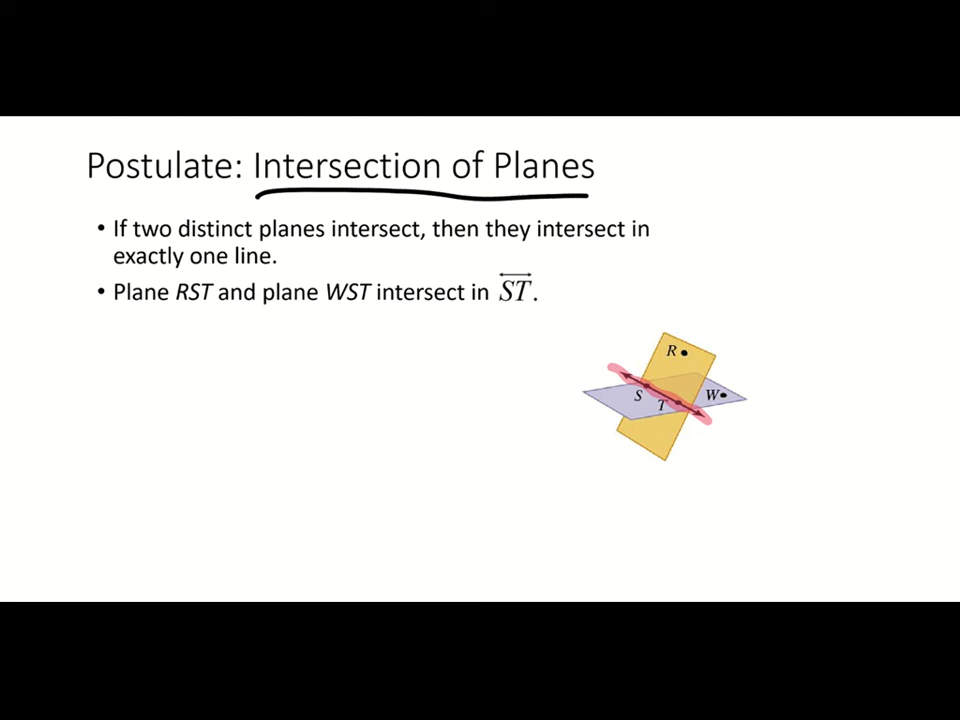 Postulate: Intersection of Planes
• If two distinct planes intersect, then they intersect in
exactly one line.
• Plane RST and plane WST intersect in ST.
R
S
T
W